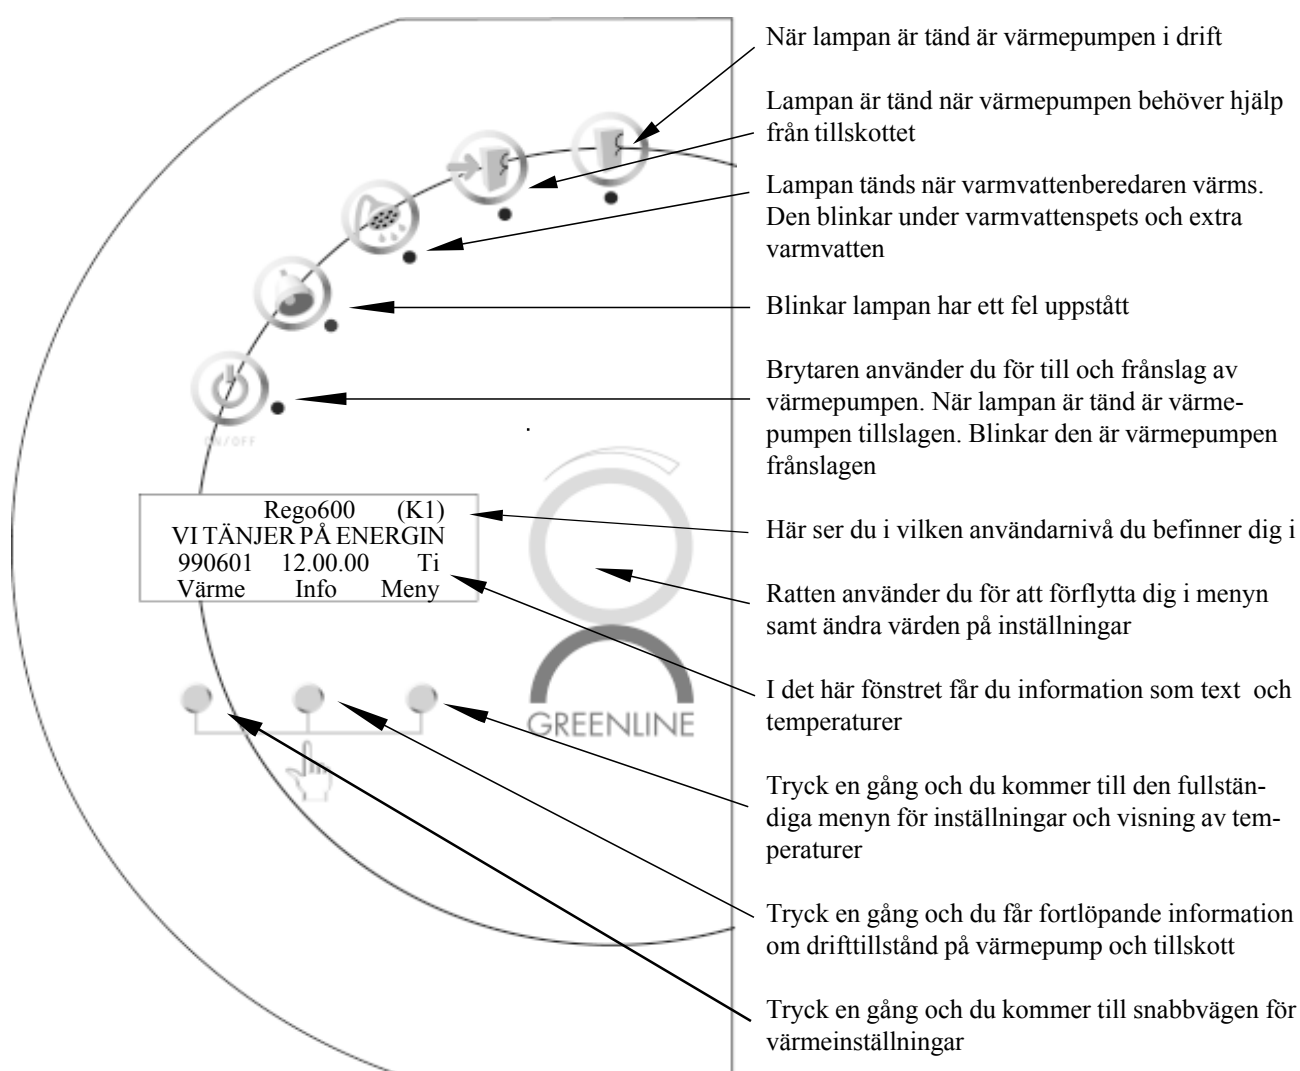 När lampan är tänd är värmepumpen i drift
Lampan är tänd när värmepumpen behöver hjälp
från tillskottet
Lampan tänds när varmvattenberedaren värms.
Den blinkar under varmvattenspets och extra
varmvatten
Blinkar lampan har ett fel uppstått
Brytaren använder du för till och frånslag av
värmepumpen. När lampan är tänd är värme-
pumpen tillslagen. Blinkar den är värmepumpen
frånslagen
ON/OFF
Rego600 (K1)
VI TÄNJER PÅ ENERGIN
990601 12.00.00 Ti
Värme Info Meny
Här ser du i vilken användarnivå du befinner dig i
Ratten använder du för att förflytta dig i menyn
samt ändra värden på inställningar
I det här fönstret får du information som text och
temperaturer
GREENLINE
Tryck en gång och du kommer till den fullstän-
diga menyn för inställningar och visning av tem-
peraturer
Tryck en gång och du får fortlöpande information
om drifttillstånd på värmepump och tillskott
Tryck en gång och du kommer till snabbvägen för
värmeinställningar